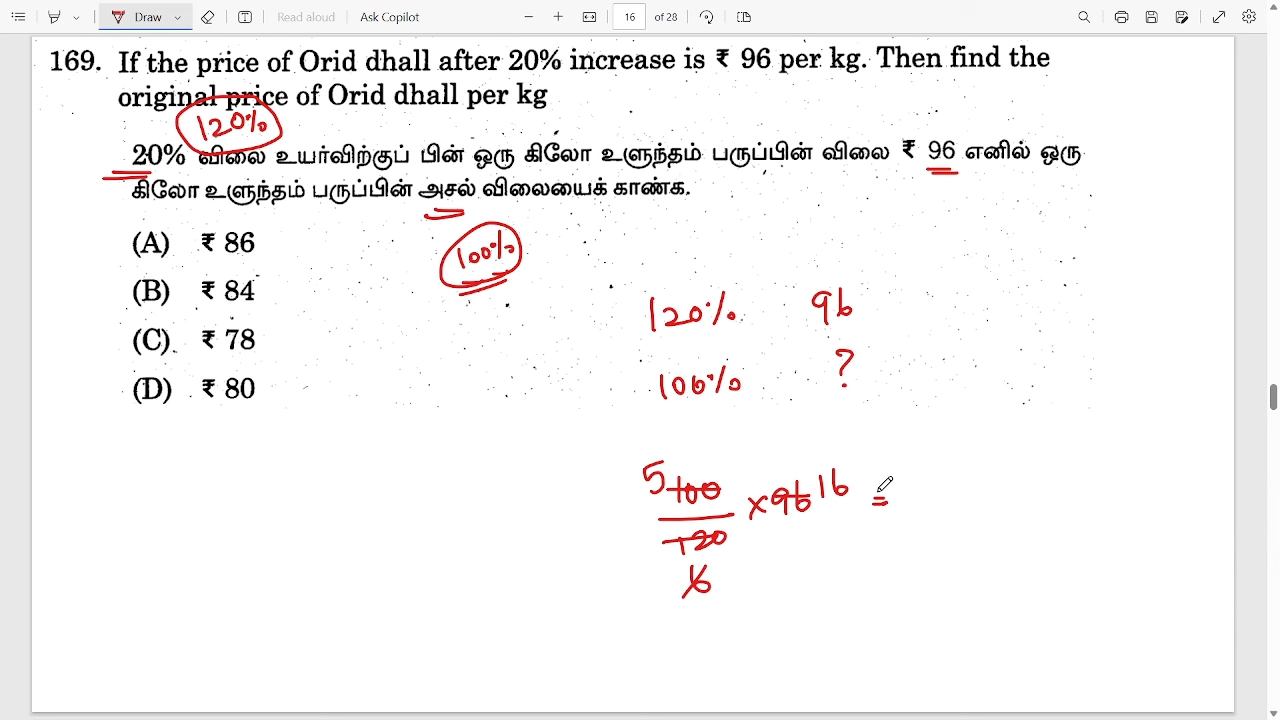 Draw
Read aloud
Ask Copilot
16
of 28
169. If the price of Orid dhall after 20% increase is ₹ 96 per kg. Then find the
original price of Orid dhall per kg
120%
20% விலை உயர்விற்குப் பின் ஒரு கிலோ உளுந்தம் பருப்பின் விலை ₹ 96 எனில் ஒரு
கிலோ உளுந்தம் பருப்பின் அசல் விலையைக் காண்க.
(A) ₹ 86
100%
(B) ₹ 84
120% 96
(C) ₹ 78
100% ?
(D) ₹ 80
5 100
× 96 16 =
120
6